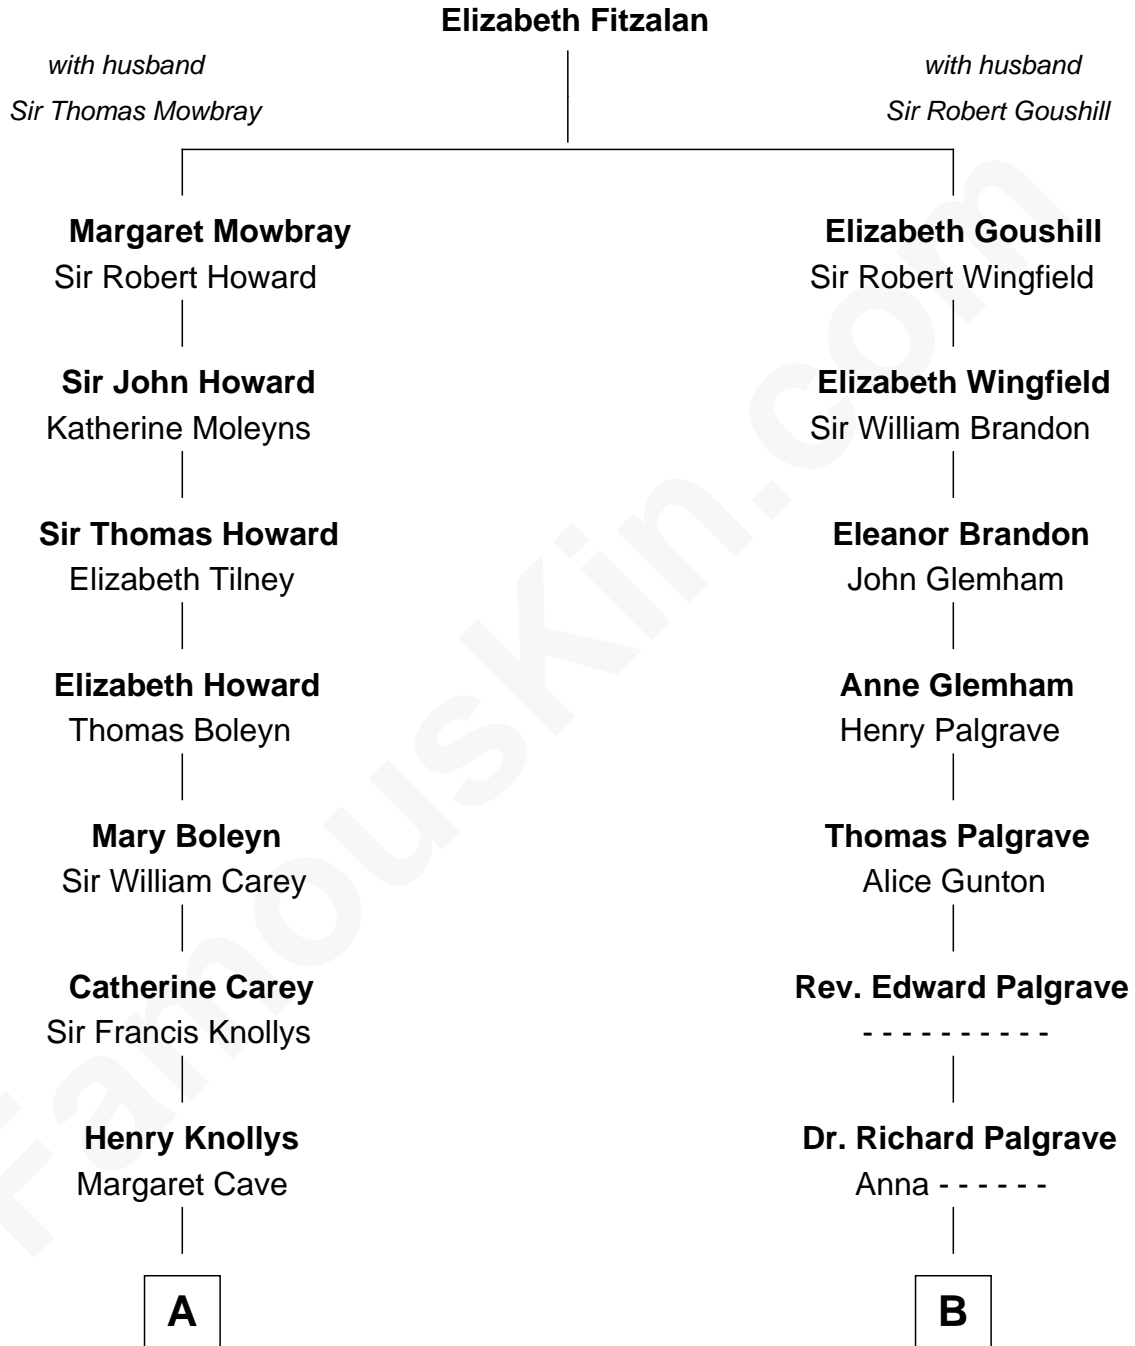 Elizabeth Fitzalan
with husband
Sir Thomas Mowbray
with husband
Sir Robert Goushill
Margaret Mowbray
Sir Robert Howard
Elizabeth Goushill
Sir Robert Wingfield
Sir John Howard
Katherine Moleyns
Elizabeth Wingfield
Sir William Brandon
Sir Thomas Howard
Elizabeth Tilney
Eleanor Brandon
John Glemham
Elizabeth Howard
Thomas Boleyn
Anne Glemham
Henry Palgrave
Mary Boleyn
Sir William Carey
Thomas Palgrave
Alice Gunton
Catherine Carey
Sir Francis Knollys
Rev. Edward Palgrave
- - - - - - - - - -
Henry Knollys
Margaret Cave
Dr. Richard Palgrave
Anna - - - - - -
A
B
FamousKin.com